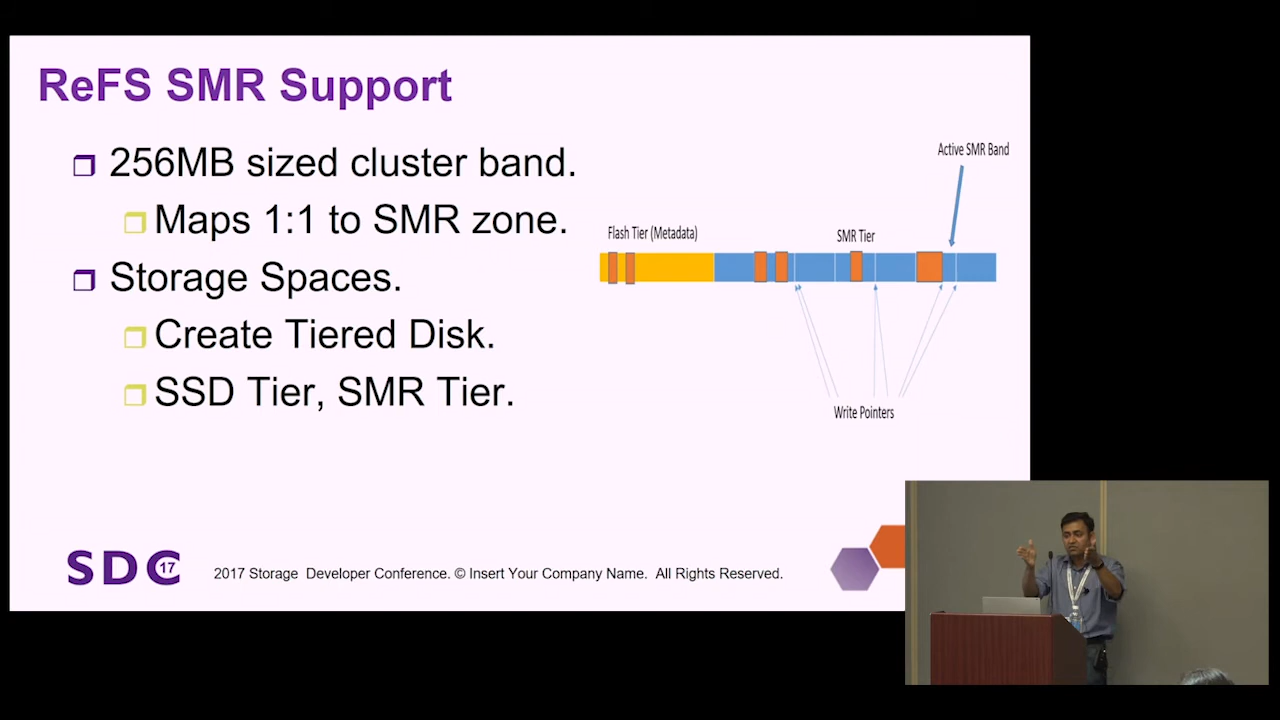 ReFS SMR Support
256MB sized cluster band.
Maps 1:1 to SMR zone.
Storage Spaces.
Create Tiered Disk.
SSD Tier, SMR Tier.
Active SMR Band
Flash Tier (Metadata)
SMR Tier
Write Pointers
SDC 17
2017 Storage Developer Conference. © Insert Your Company Name. All Rights Reserved.